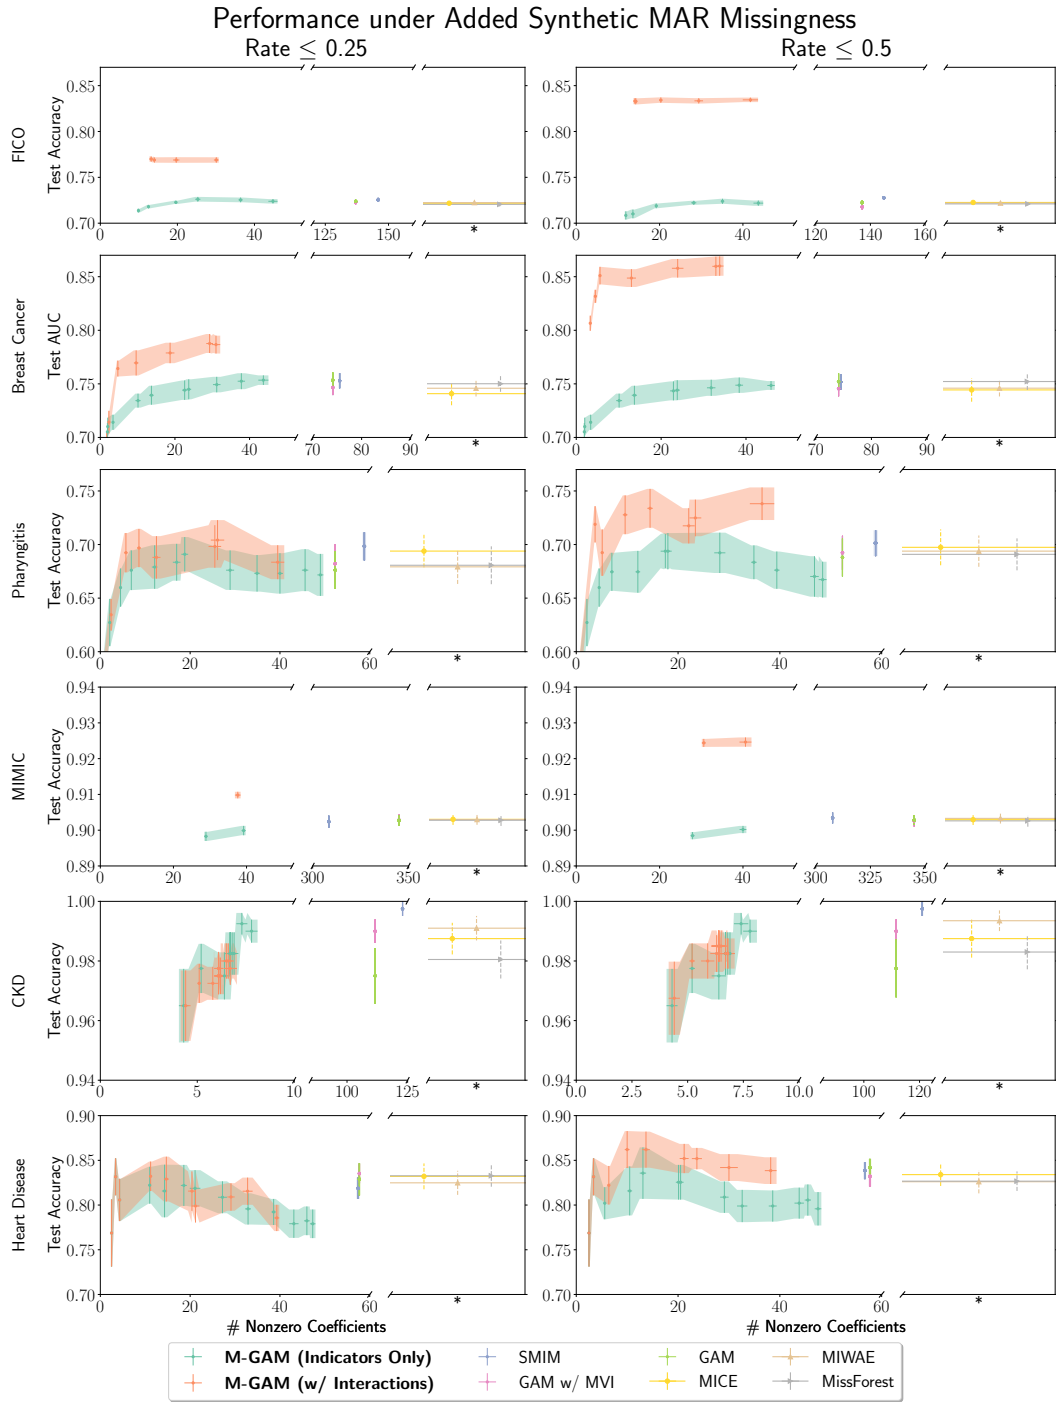 Performance under Added Synthetic MAR Missingness
Rate ≤ 0.25
Rate ≤ 0.5
FICO
Test Accuracy
0.85
0.80
0.75
0.70
0 20 40 125 150 *
0.85
0.80
0.75
0.70
0 20 40 120 140 160 *
Breast Cancer
Test AUC
0.85
0.80
0.75
0.70
0 20 40 70 80 90 *
0.85
0.80
0.75
0.70
0 20 40 70 80 90 *
Pharyngitis
Test Accuracy
0.75
0.70
0.65
0.60
0 20 40 60 *
0.75
0.70
0.65
0.60
0 20 40 60 *
MIMIC
Test Accuracy
0.94
0.93
0.92
0.91
0.90
0.89
0 20 40 300 350 *
0.94
0.93
0.92
0.91
0.90
0.89
0 20 40 300 325 350 *
CKD
Test Accuracy
1.00
0.98
0.96
0.94
0 5 10 100 125 *
1.00
0.98
0.96
0.94
0.0 2.5 5.0 7.5 10.0 100 120 *
Heart Disease
Test Accuracy
0.90
0.85
0.80
0.75
0.70
0 20 40 60 *
0.90
0.85
0.80
0.75
0.70
0 20 40 60 *
# Nonzero Coefficients
# Nonzero Coefficients
M-GAM (Indicators Only) SMIM GAM MIWAE
M-GAM (w/ Interactions) GAM w/ MVI MICE MissForest